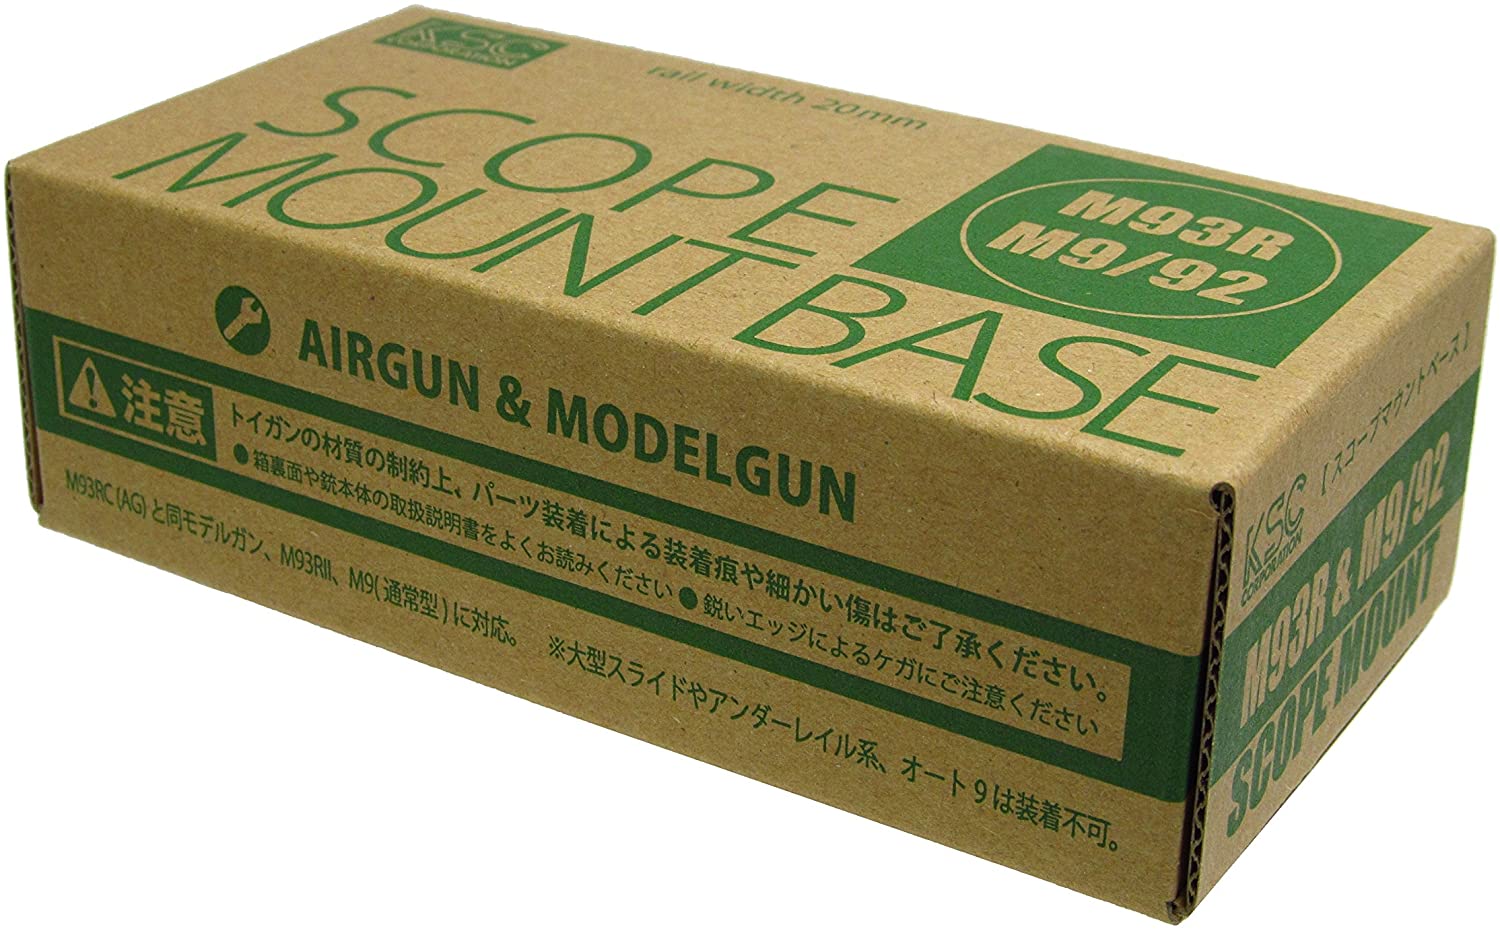 KSC
CORPORATION
rail width 20mm
SCOPE
MOUNT BASE
M93R
M9/92
AIRGUN & MODELGUN
注意
トイガンの材質の制約上、パーツ装着による装着痕や細かい傷はご了承ください。
●箱裏面や銃本体の取扱説明書をよくお読みください ●鋭いエッジによるケガにご注意ください
M93RC(AG)と同モデルガン、M93RII、M9(通常型)に対応。 ※大型スライドやアンダーレイル系、オート9は装着不可。
KSC
CORPORATION
【スコープマウントベース】
M93R & M9/92
SCOPE MOUNT